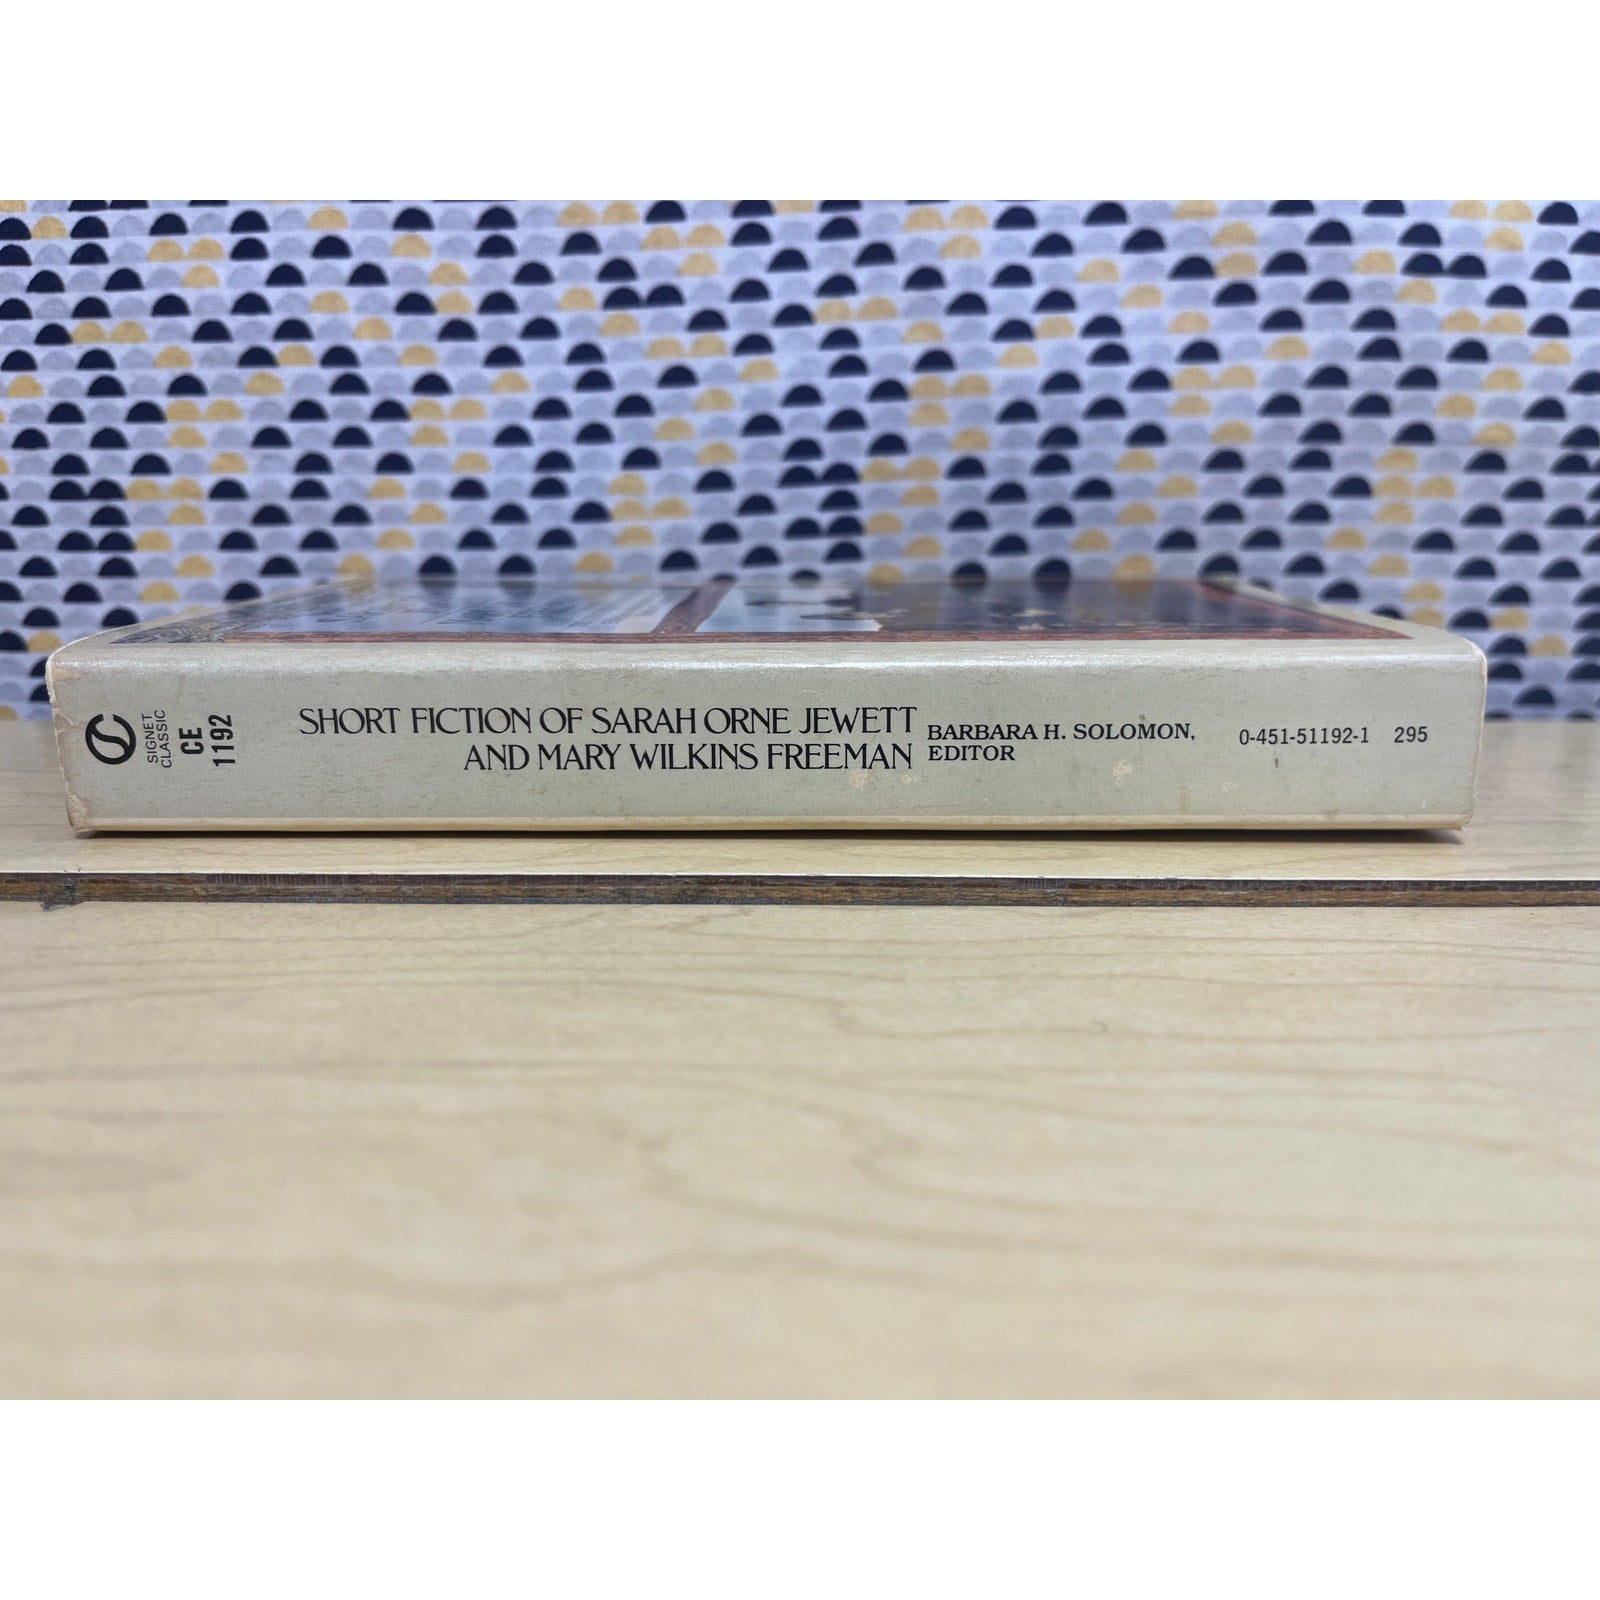 SIGNET
CLASSIC
CE
1192
SHORT FICTION OF SARAH ORNE JEWETT
AND MARY WILKINS FREEMAN
BARBARA H. SOLOMON,
EDITOR
0-451-51192-1 295